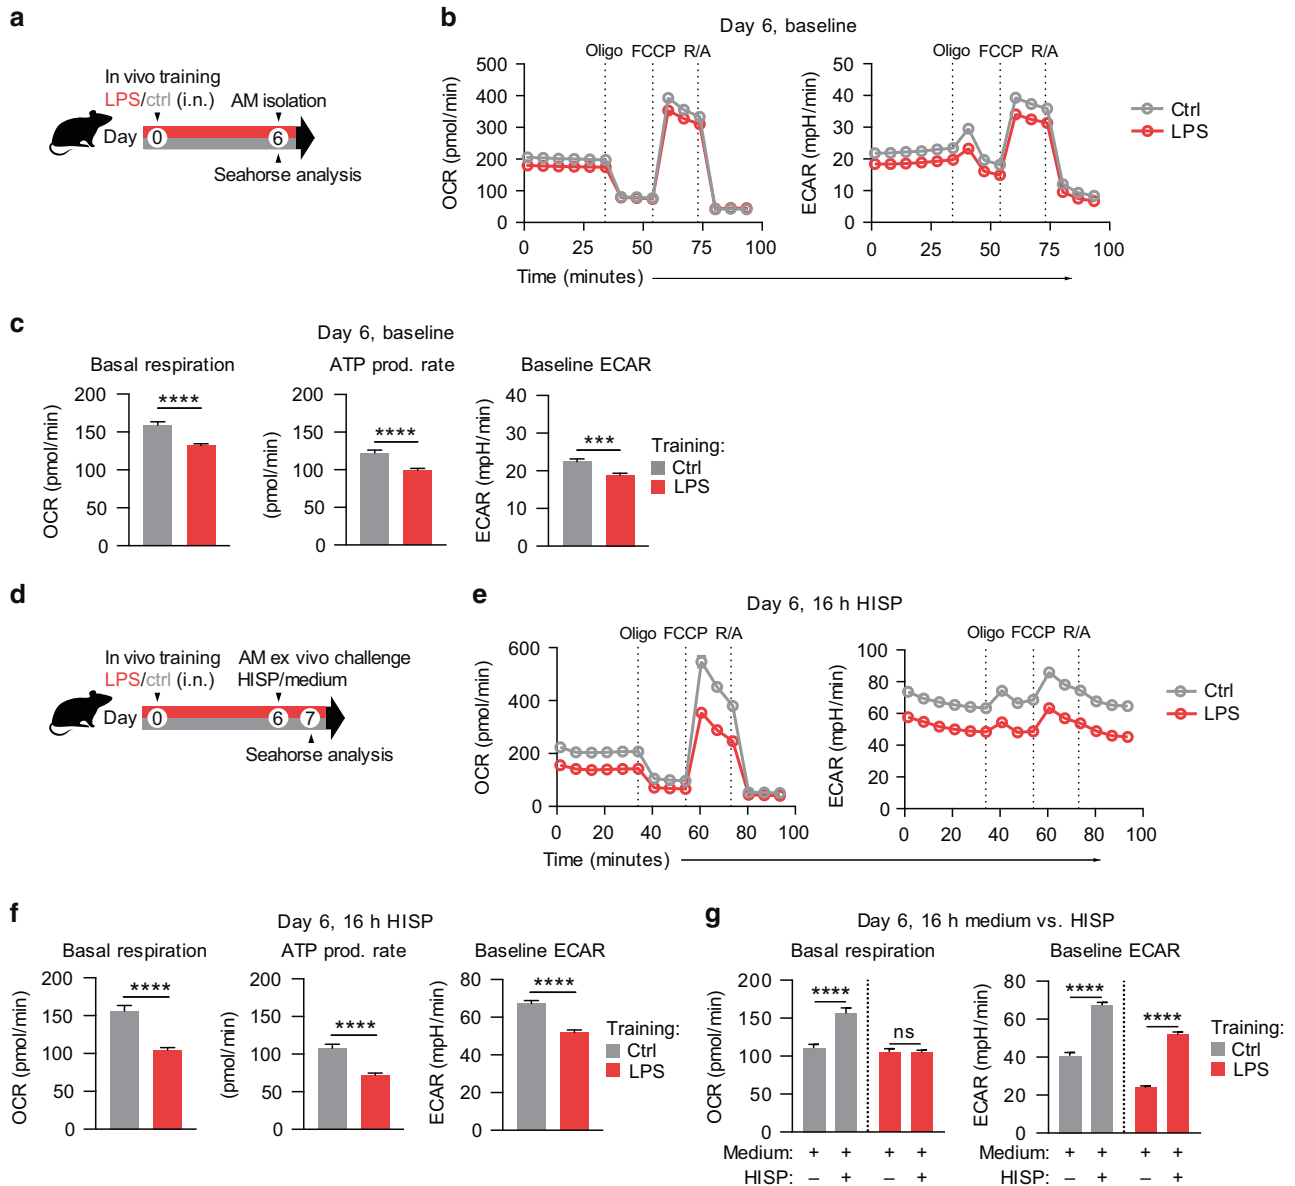 a
In vivo training
LPS/ctrl (i.n.)
AM isolation
Day 0 6
Seahorse analysis
b
Day 6, baseline
Oligo FCCP R/A
OCR (pmol/min)
500
400
300
200
100
0
0 25 50 75 100
Time (minutes)
Oligo FCCP R/A
ECAR (mpH/min)
50
40
30
20
10
0
0 25 50 75 100
Ctrl
LPS
c
Day 6, baseline
Basal respiration
OCR (pmol/min)
200
150
100
50
0
****
ATP prod. rate
(pmol/min)
200
150
100
50
0
****
Baseline ECAR
ECAR (mpH/min)
40
30
20
10
0
***
Training:
Ctrl
LPS
d
In vivo training
LPS/ctrl (i.n.)
AM ex vivo challenge
HISP/medium
Day 0 6 7
Seahorse analysis
e
Day 6, 16 h HISP
Oligo FCCP R/A
OCR (pmol/min)
600
400
200
0
0 20 40 60 80 100
Time (minutes)
Oligo FCCP R/A
ECAR (mpH/min)
100
80
60
40
20
0
0 20 40 60 80 100
Ctrl
LPS
f
Day 6, 16 h HISP
Basal respiration
OCR (pmol/min)
200
150
100
50
0
****
ATP prod. rate
(pmol/min)
200
150
100
50
0
****
Baseline ECAR
ECAR (mpH/min)
80
60
40
20
0
****
Training:
Ctrl
LPS
g
Day 6, 16 h medium vs. HISP
Basal respiration
OCR (pmol/min)
200
150
100
50
0
****
ns
Medium: + + + +
HISP: – + – +
Baseline ECAR
ECAR (mpH/min)
80
60
40
20
0
****
****
Medium: + + + +
HISP: – + – +
Training:
Ctrl
LPS